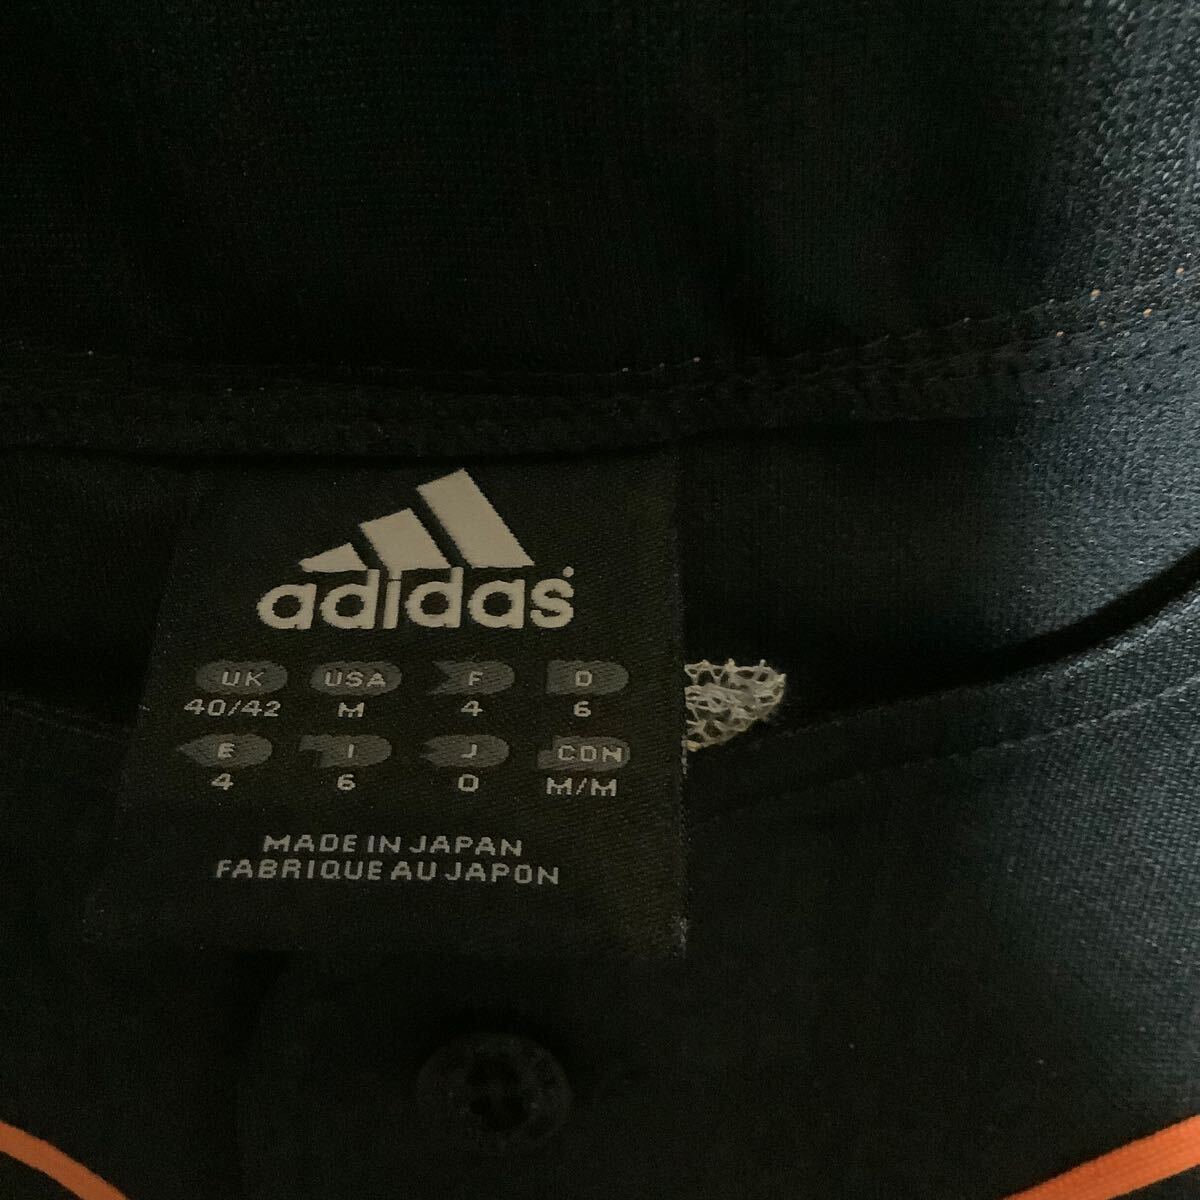 adidas
UK USA F D
40/42 M 4 6
E I J CDN
4 6 O M/M
MADE IN JAPAN
FABRIQUE AU JAPON